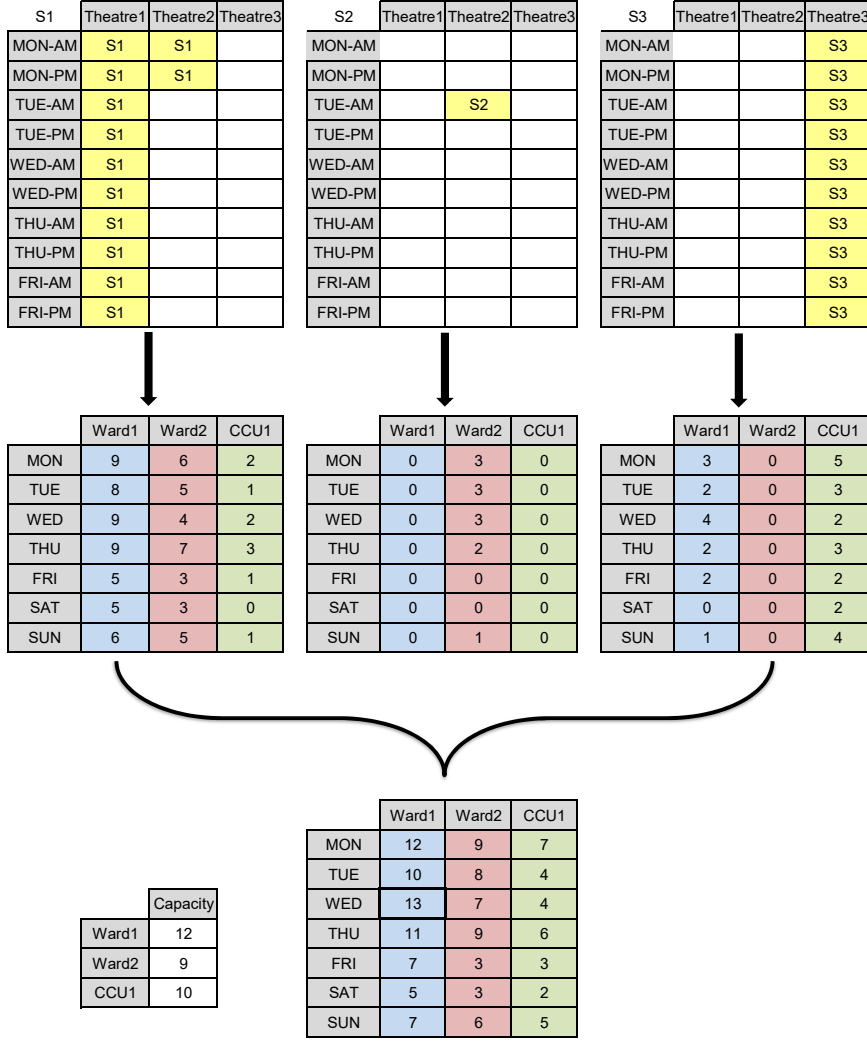 S1 Theatre1 Theatre2 Theatre3 S2 Theatre1 Theatre2 Theatre3 S3 Theatre1 Theatre2 Theatre3
MON-AM S1 S1 MON-AM MON-AM S3
MON-PM S1 S1 MON-PM MON-PM S3
TUE-AM S1 TUE-AM S2 TUE-AM S3
TUE-PM S1 TUE-PM TUE-PM S3
WED-AM S1 WED-AM WED-AM S3
WED-PM S1 WED-PM WED-PM S3
THU-AM S1 THU-AM THU-AM S3
THU-PM S1 THU-PM THU-PM S3
FRI-AM S1 FRI-AM FRI-AM S3
FRI-PM S1 FRI-PM FRI-PM S3
Ward1 Ward2 CCU1 Ward1 Ward2 CCU1 Ward1 Ward2 CCU1
MON 9 6 2 MON 0 3 0 MON 3 0 5
TUE 8 5 1 TUE 0 3 0 TUE 2 0 3
WED 9 4 2 WED 0 3 0 WED 4 0 2
THU 9 7 3 THU 0 2 0 THU 2 0 3
FRI 5 3 1 FRI 0 0 0 FRI 2 0 2
SAT 5 3 0 SAT 0 0 0 SAT 0 0 2
SUN 6 5 1 SUN 0 1 0 SUN 1 0 4
Ward1 Ward2 CCU1
MON 12 9 7
TUE 10 8 4
Capacity WED 13 7 4
Ward1 12 THU 11 9 6
Ward2 9 FRI 7 3 3
CCU1 10 SAT 5 3 2
SUN 7 6 5